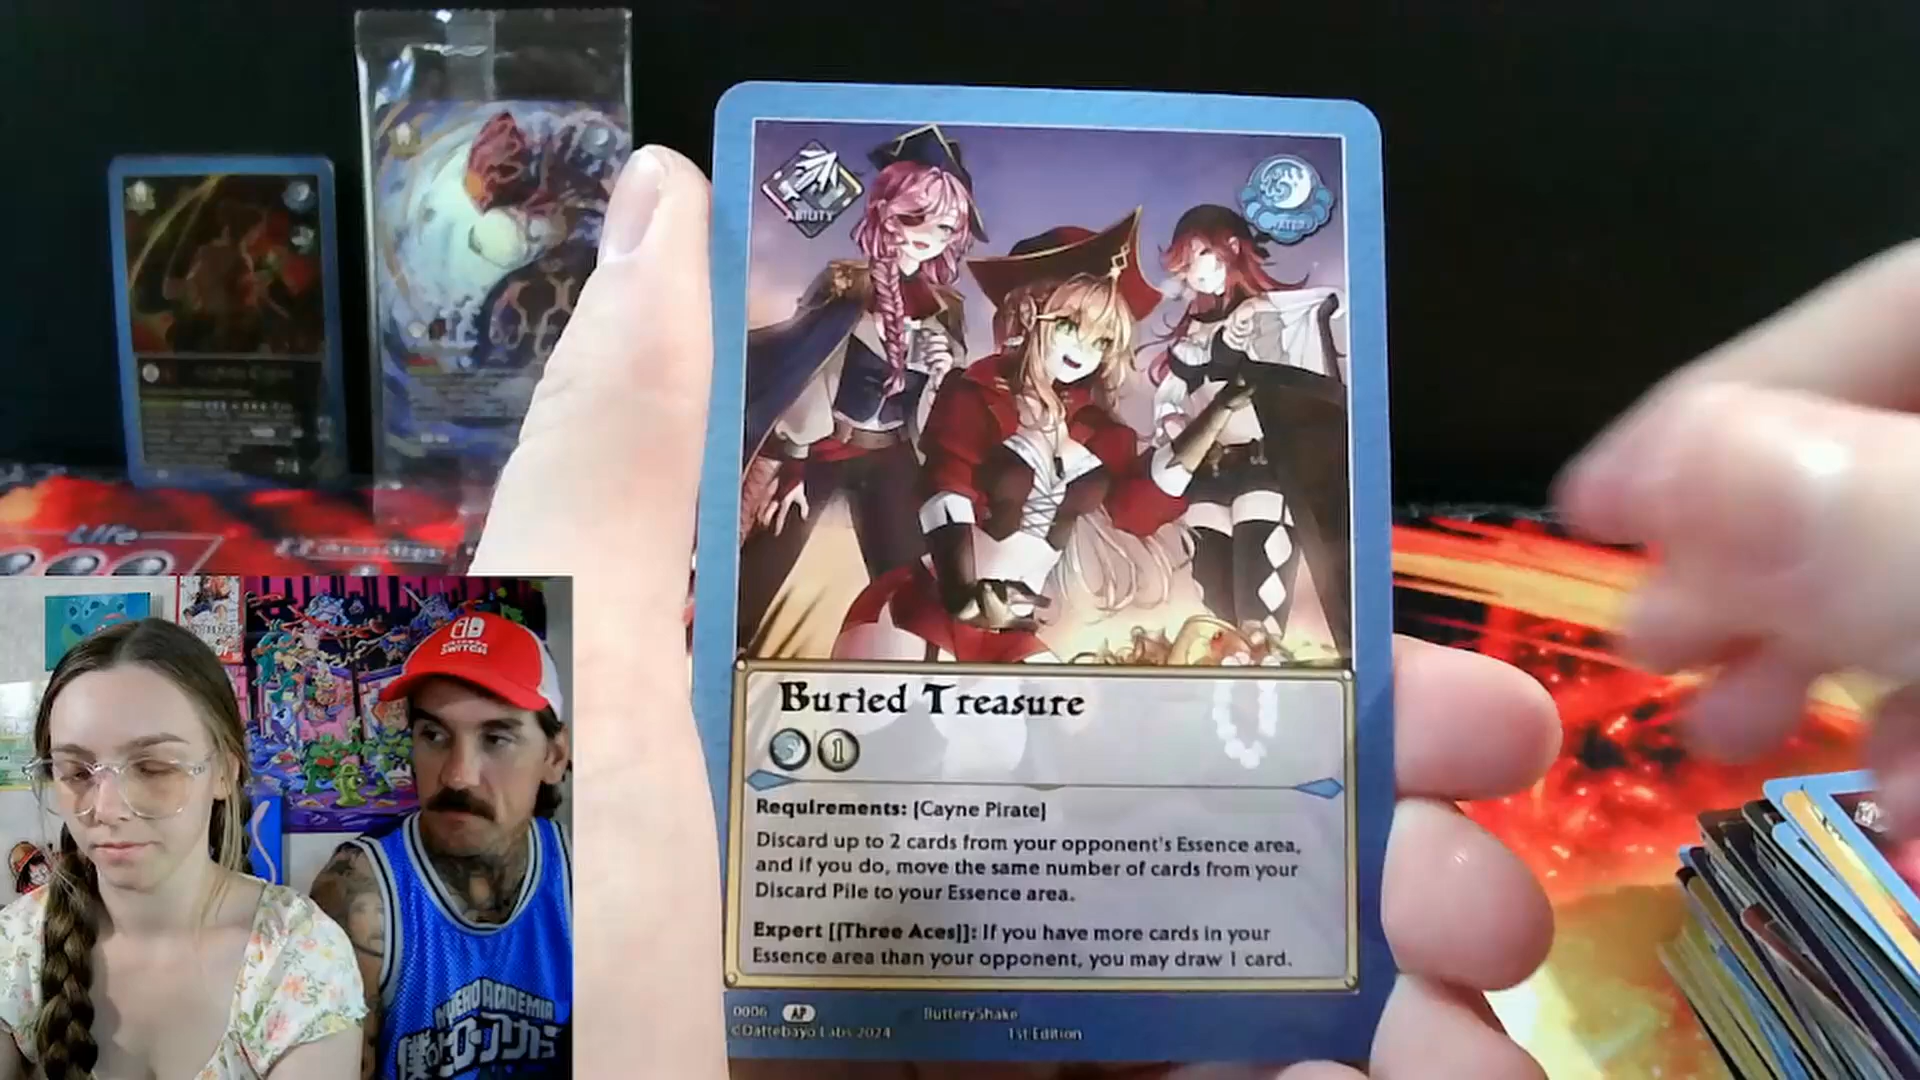 ABILITY
WATER
Life
Buried Treasure
1
Requirements: [Cayne Pirate]
Discard up to 2 cards from your opponent's Essence area,
and if you do, move the same number of cards from your
Discard Pile to your Essence area.
Expert [[Three Aces]]: If you have more cards in your
Essence area than your opponent, you may draw 1 card.
0006 AP ButteryShake
©Dattebayo Labs 2024 1st Edition
SWITCH
ACADEMIA